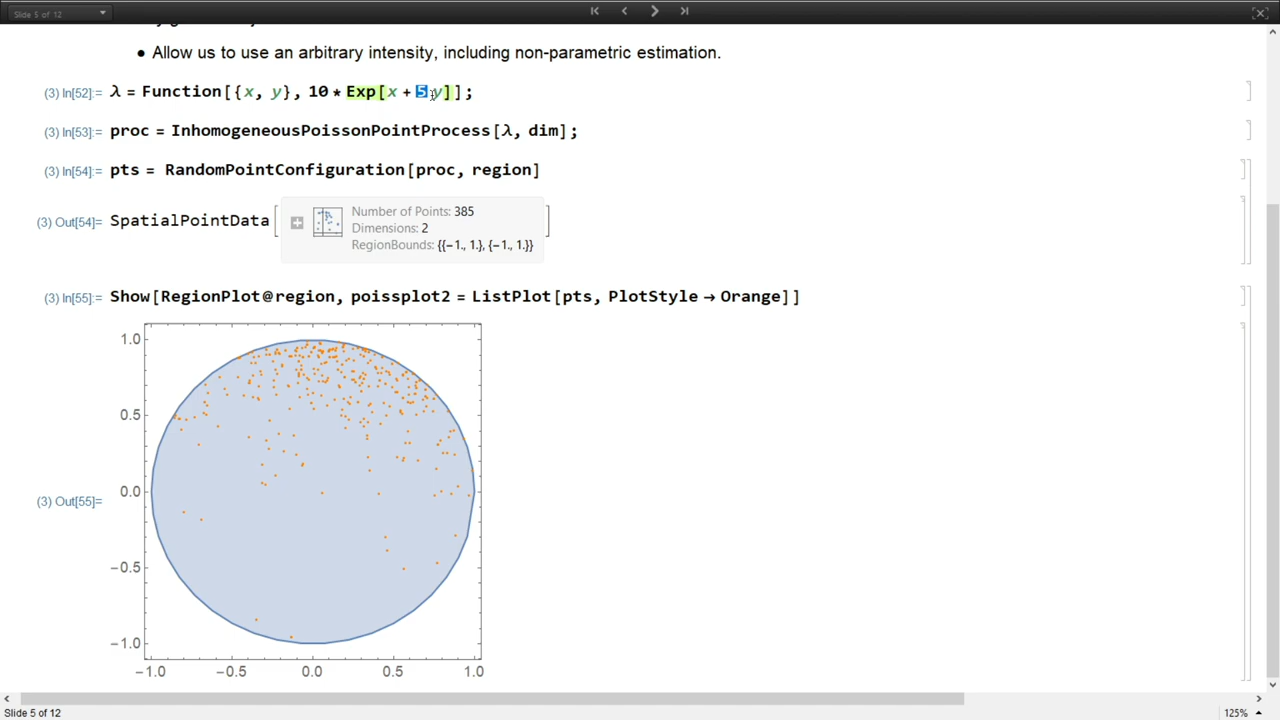 Slide 5 of 12
• Allow us to use an arbitrary intensity, including non-parametric estimation.
(3) In[52]:= λ = Function[{x, y}, 10 * Exp[x + 5 y]];
(3) In[53]:= proc = InhomogeneousPoissonPointProcess[λ, dim];
(3) In[54]:= pts = RandomPointConfiguration[proc, region]
Number of Points: 385
(3) Out[54]= SpatialPointData[ Dimensions: 2 ]
RegionBounds: {{−1., 1.}, {−1., 1.}}
(3) In[55]:= Show[RegionPlot@region, poissplot2 = ListPlot[pts, PlotStyle → Orange]]
1.0
0.5
0.0
(3) Out[55]=
−0.5
−1.0
−1.0 −0.5 0.0 0.5 1.0
Slide 5 of 12 125%